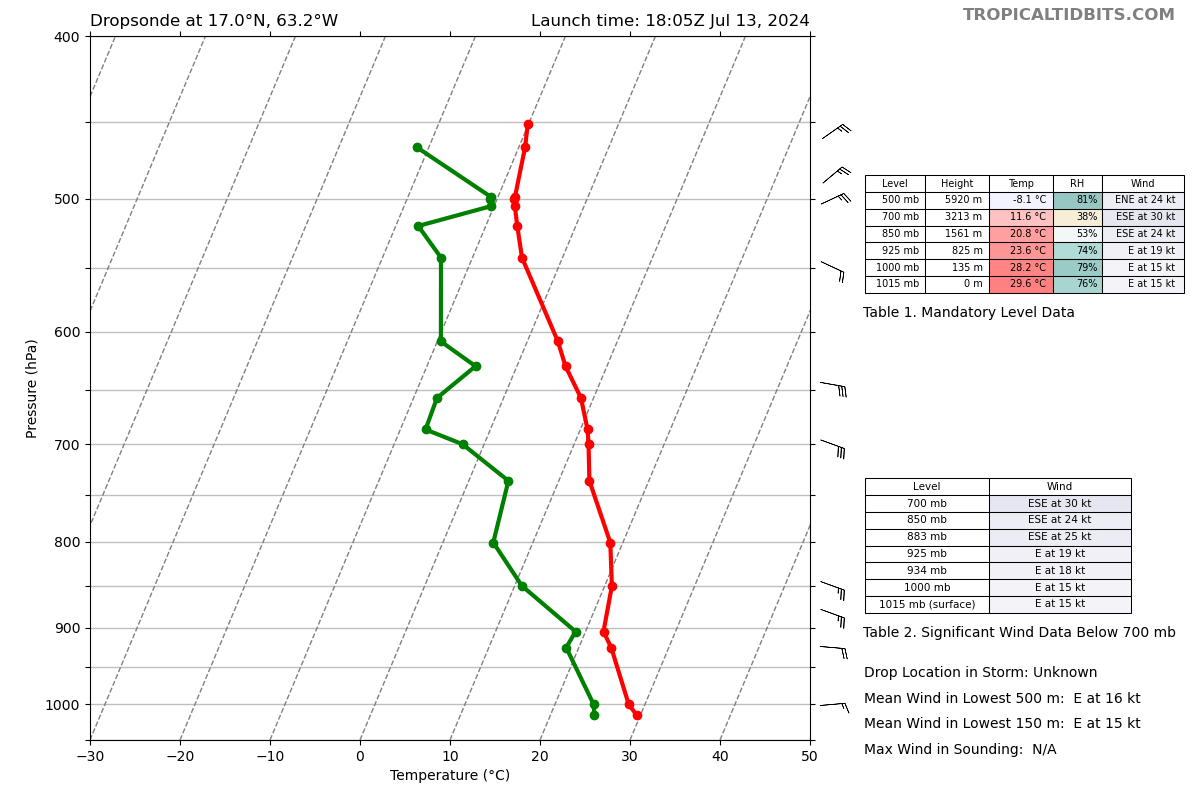 Dropsonde at 17.0°N, 63.2°W
Launch time: 18:05Z Jul 13, 2024
TROPICALTIDBITS.COM
400
500
600
700
800
900
1000
Pressure (hPa)
−30 −20 −10 0 10 20 30 40 50
Temperature (°C)
Level Height Temp RH Wind
500 mb 5920 m -8.1 °C 81% ENE at 24 kt
700 mb 3213 m 11.6 °C 38% ESE at 30 kt
850 mb 1561 m 20.8 °C 53% ESE at 24 kt
925 mb 825 m 23.6 °C 74% E at 19 kt
1000 mb 135 m 28.2 °C 79% E at 15 kt
1015 mb 0 m 29.6 °C 76% E at 15 kt
Table 1. Mandatory Level Data
Level Wind
700 mb ESE at 30 kt
850 mb ESE at 24 kt
883 mb ESE at 25 kt
925 mb E at 19 kt
934 mb E at 18 kt
1000 mb E at 15 kt
1015 mb (surface) E at 15 kt
Table 2. Significant Wind Data Below 700 mb
Drop Location in Storm: Unknown
Mean Wind in Lowest 500 m:  E at 16 kt
Mean Wind in Lowest 150 m:  E at 15 kt
Max Wind in Sounding:  N/A